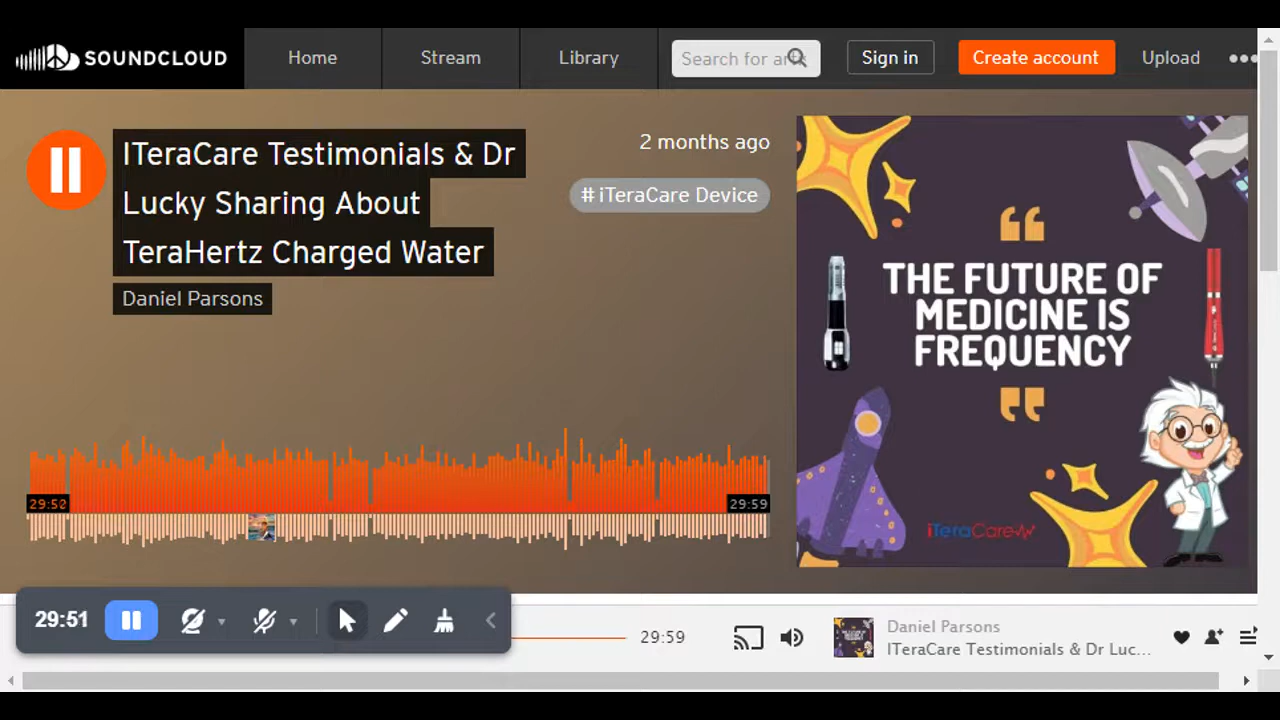 SOUNDCLOUD
Home
Stream
Library
Search for art
Sign in
Create account
Upload
ITeraCare Testimonials & Dr
Lucky Sharing About
TeraHertz Charged Water
Daniel Parsons
2 months ago
# iTeraCare Device
“
THE FUTURE OF
MEDICINE IS
FREQUENCY
”
iTeraCare
29:52
29:59
29:51
29:59
Daniel Parsons
ITeraCare Testimonials & Dr Luc...